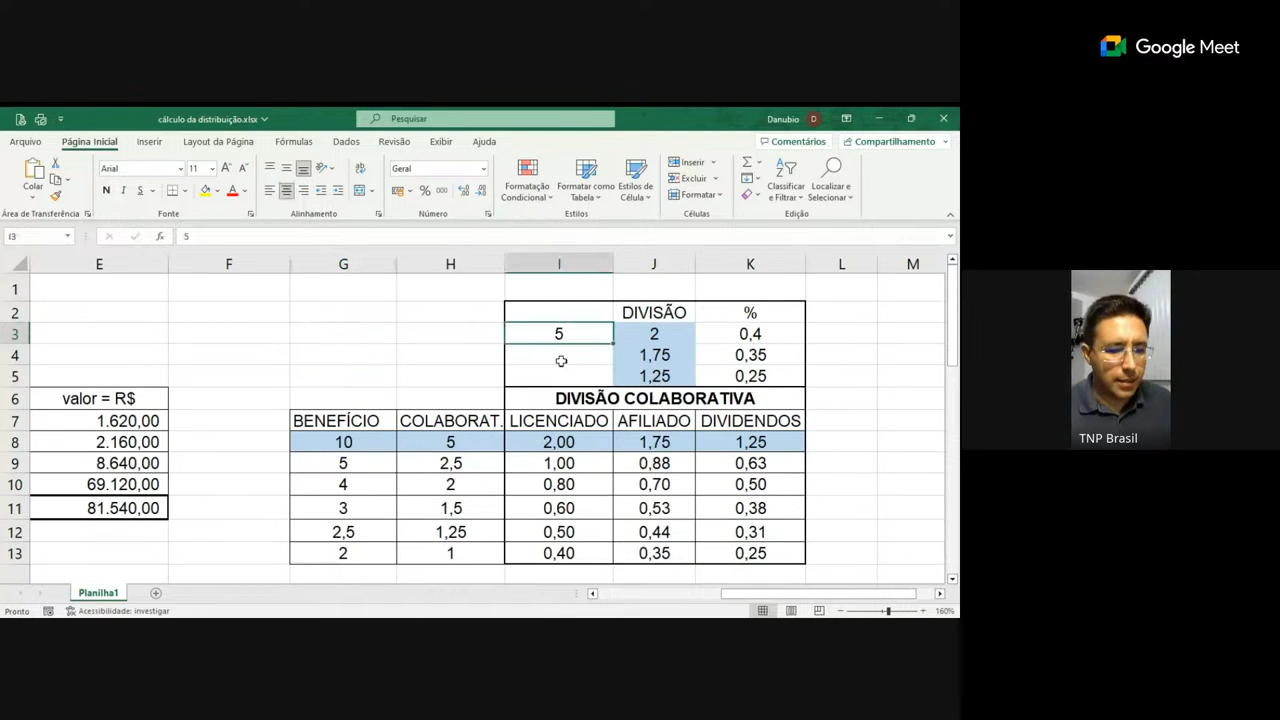 Google Meet
cálculo da distribuição.xlsx
Pesquisar
Danubio D
Arquivo Página Inicial Inserir Layout da Página Fórmulas Dados Revisão Exibir Ajuda Comentários Compartilhamento
Colar
Arial 11
N I S
Geral
Formatação Condicional
Formatar como Tabela
Estilos de Célula
Inserir
Excluir
Formatar
Classificar e Filtrar
Localizar e Selecionar
Área de Transferência Fonte Alinhamento Número Estilos Células Edição
I3 fx 5
E F G H I J K L M
1
2 DIVISÃO %
3 5 2 0,4
4 1,75 0,35
5 1,25 0,25
6 valor = R$ DIVISÃO COLABORATIVA
7 1.620,00 BENEFÍCIO COLABORAT. LICENCIADO AFILIADO DIVIDENDOS
8 2.160,00 10 5 2,00 1,75 1,25
9 8.640,00 5 2,5 1,00 0,88 0,63
10 69.120,00 4 2 0,80 0,70 0,50
11 81.540,00 3 1,5 0,60 0,53 0,38
12 2,5 1,25 0,50 0,44 0,31
13 2 1 0,40 0,35 0,25
TNP Brasil
Planilha1
Pronto Acessibilidade: investigar 160%